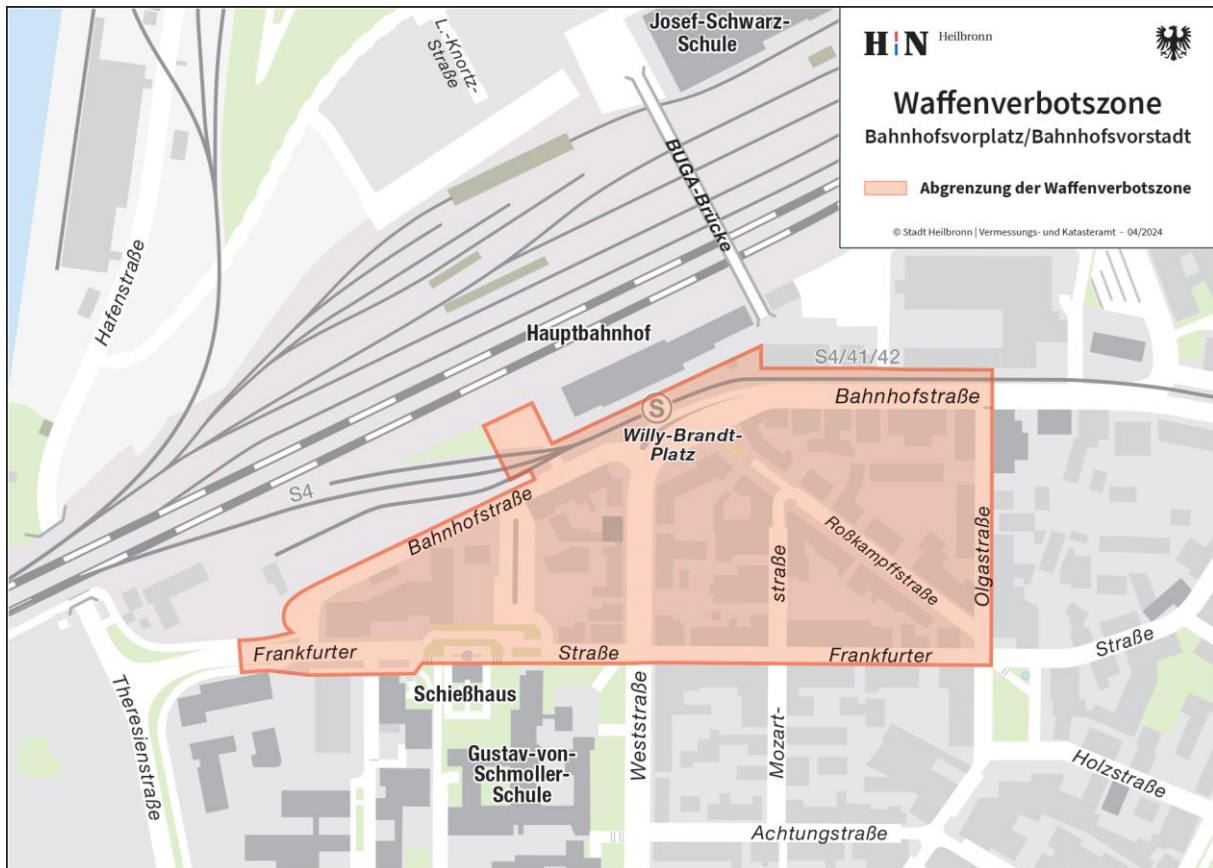 Josef-Schwarz-
Schule
L.-Knortz-
Straße
H¦N Heilbronn
Waffenverbotszone
Bahnhofsvorplatz/Bahnhofsvorstadt
Abgrenzung der Waffenverbotszone
© Stadt Heilbronn | Vermessungs- und Katasteramt - 04/2024
BUGA-Brücke
Hafenstraße
Hauptbahnhof
S4/41/42
Bahnhofstraße
S
Willy-Brandt-
Platz
S4
Bahnhofstraße
Roßkampffstraße
straße
Olgastraße
Frankfurter
Straße
Frankfurter
Straße
Schießhaus
Theresienstraße
Gustav-von-
Schmoller-
Schule
Weststraße
Mozart-
Holzstraße
Achtungstraße